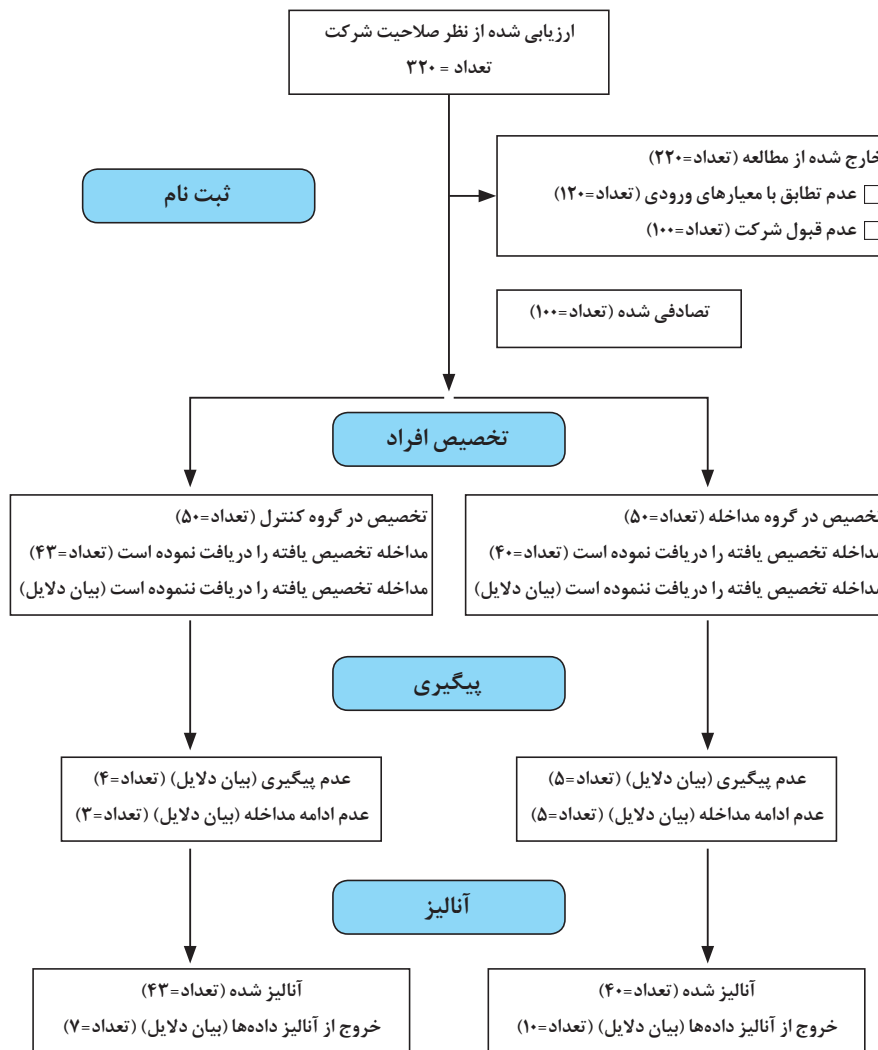 ارزیابی شده از نظر صلاحیت شرکت
تعداد = ۳۲۰
خارج شده از مطالعه (تعداد=۲۲۰)
عدم تطابق با معیارهای ورودی (تعداد=۱۲۰)
عدم قبول شرکت (تعداد=۱۰۰)
ثبت نام
تصادفی شده (تعداد=۱۰۰)
تخصیص افراد
تخصیص در گروه مداخله (تعداد=۵۰)
مداخله تخصیص یافته را دریافت نموده است (تعداد=۴۰)
مداخله تخصیص یافته را دریافت ننموده است (بیان دلایل)
تخصیص در گروه کنترل (تعداد=۵۰)
مداخله تخصیص یافته را دریافت نموده است (تعداد=۴۳)
مداخله تخصیص یافته را دریافت ننموده است (بیان دلایل)
پیگیری
عدم پیگیری (بیان دلایل) (تعداد=۵)
عدم ادامه مداخله (بیان دلایل) (تعداد=۵)
عدم پیگیری (بیان دلایل) (تعداد=۴)
عدم ادامه مداخله (بیان دلایل) (تعداد=۳)
آنالیز
آنالیز شده (تعداد=۴۰)
خروج از آنالیز داده‌ها (بیان دلایل) (تعداد=۱۰)
آنالیز شده (تعداد=۴۳)
خروج از آنالیز داده‌ها (بیان دلایل) (تعداد=۷)